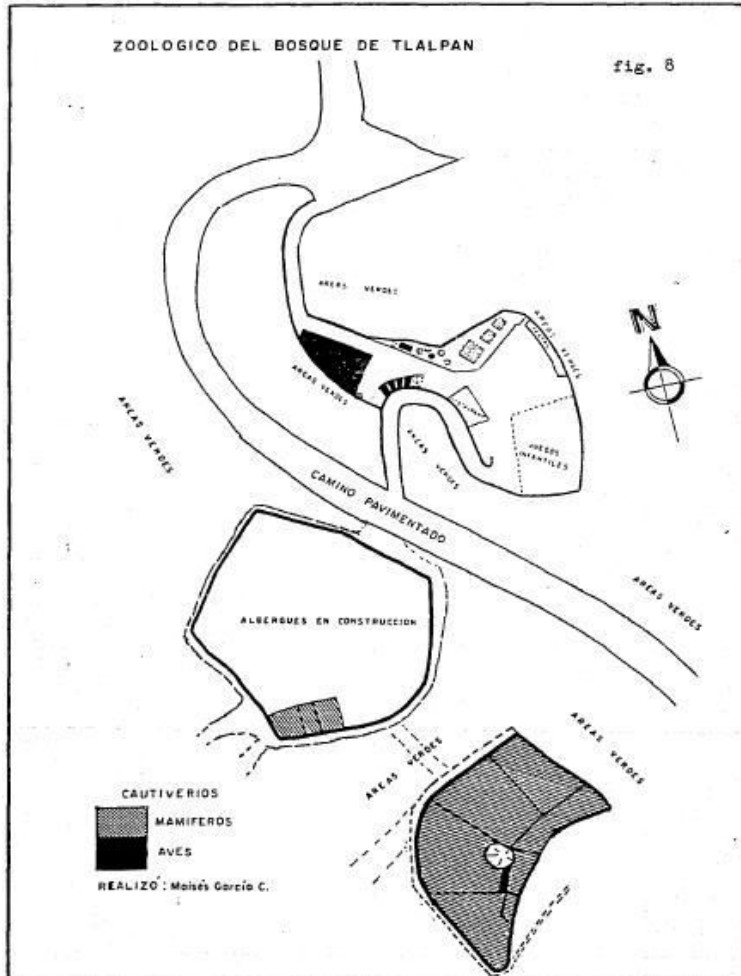 ZOOLOGICO DEL BOSQUE DE TLALPAN
fig. 8
AREAS VERDES
AREAS VERDES
N
AREAS VERDES
AREAS VERDES
AREAS VERDES
JUEGOS
INFANTILES
CAMINO PAVIMENTADO
AREAS VERDES
ALBERGUES EN CONSTRUCCION
AREAS VERDES
AREAS VERDES
CAUTIVERIOS
MAMIFEROS
AVES
REALIZÓ : Moisés García C.